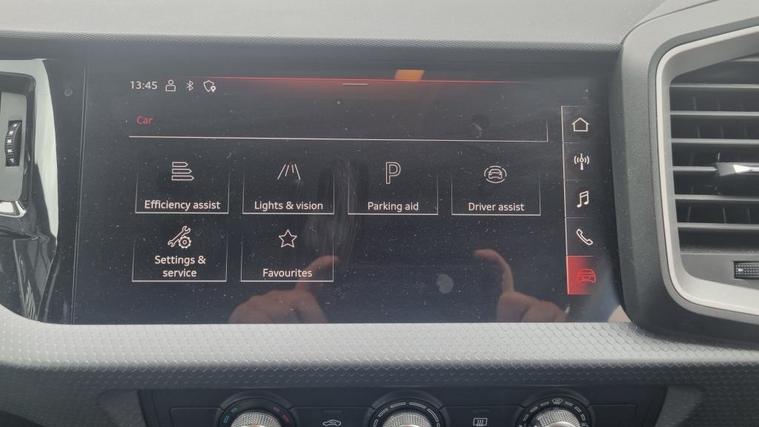 13:45
Car
Efficiency assist
Lights & vision
P
Parking aid
Driver assist
Settings &
service
Favourites